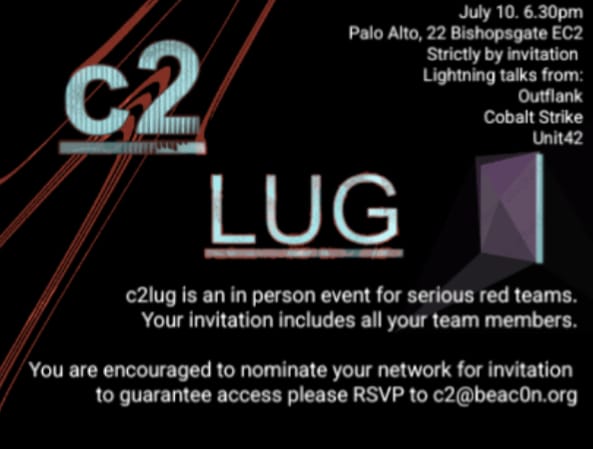 July 10. 6.30pm
Palo Alto, 22 Bishopsgate EC2
Strictly by invitation
Lightning talks from:
Outflank
Cobalt Strike
Unit42
c2
LUG
c2lug is an in person event for serious red teams.
Your invitation includes all your team members.
You are encouraged to nominate your network for invitation
to guarantee access please RSVP to c2@beac0n.org